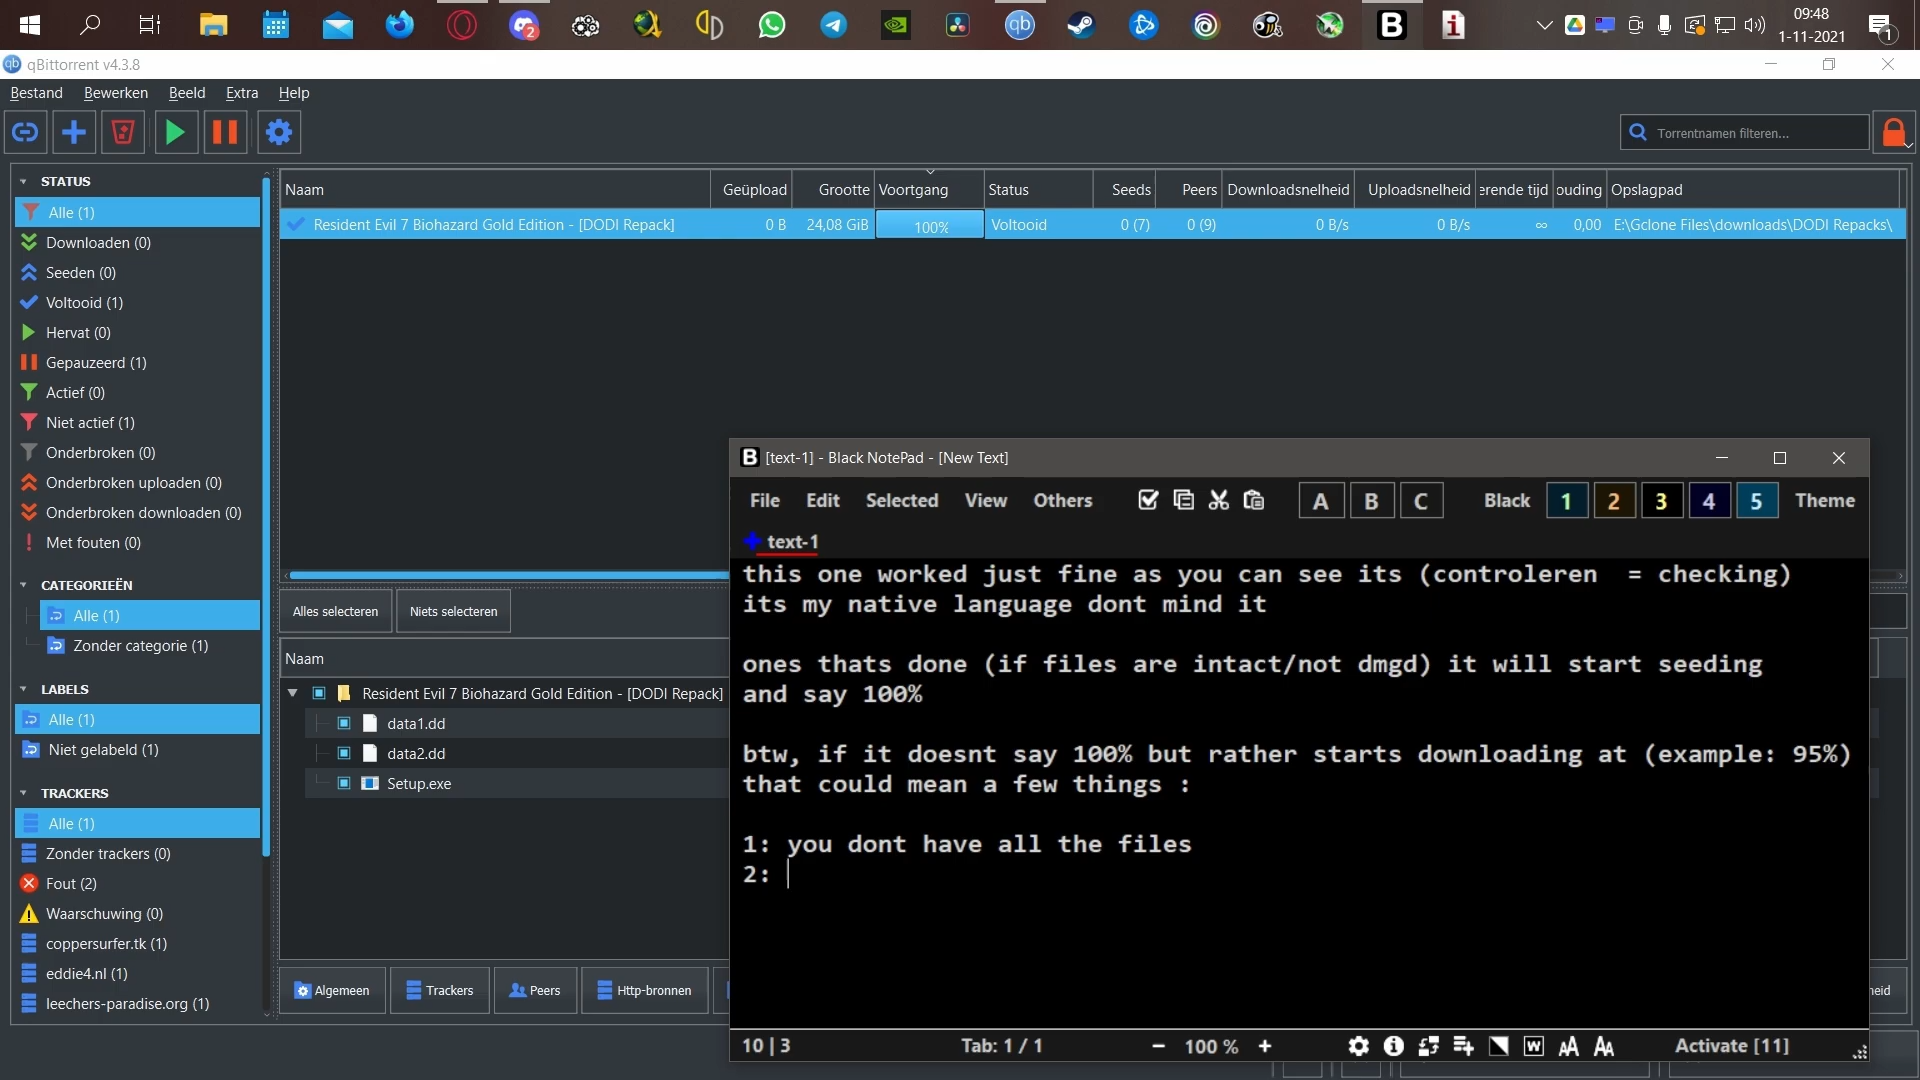 2
09:48
1-11-2021
1
qBittorrent v4.3.8
Bestand Bewerken Beeld Extra Help
Torrentnamen filteren...
STATUS
Alle (1)
Downloaden (0)
Seeden (0)
Voltooid (1)
Hervat (0)
Gepauzeerd (1)
Actief (0)
Niet actief (1)
Onderbroken (0)
Onderbroken uploaden (0)
Onderbroken downloaden (0)
Met fouten (0)
CATEGORIEËN
Alle (1)
Zonder categorie (1)
LABELS
Alle (1)
Niet gelabeld (1)
TRACKERS
Alle (1)
Zonder trackers (0)
Fout (2)
Waarschuwing (0)
coppersurfer.tk (1)
eddie4.nl (1)
leechers-paradise.org (1)
Naam Geüpload Grootte Voortgang Status Seeds Peers Downloadsnelheid Uploadsnelheid erende tijd ouding Opslagpad
Resident Evil 7 Biohazard Gold Edition - [DODI Repack] 0 B 24,08 GiB 100% Voltooid 0 (7) 0 (9) 0 B/s 0 B/s ∞ 0,00 E:\Gclone Files\downloads\DODI Repacks\
Alles selecteren Niets selecteren
Naam
Resident Evil 7 Biohazard Gold Edition - [DODI Repack]
data1.dd
data2.dd
Setup.exe
Algemeen Trackers Peers Http-bronnen heid
[text-1] - Black NotePad - [New Text]
File Edit Selected View Others A B C Black 1 2 3 4 5 Theme
text-1
this one worked just fine as you can see its (controleren = checking)
its my native language dont mind it
ones thats done (if files are intact/not dmgd) it will start seeding
and say 100%
btw, if it doesnt say 100% but rather starts downloading at (example: 95%)
that could mean a few things :
1: you dont have all the files
2:
10 | 3 Tab: 1 / 1 − 100 % + Activate [11]